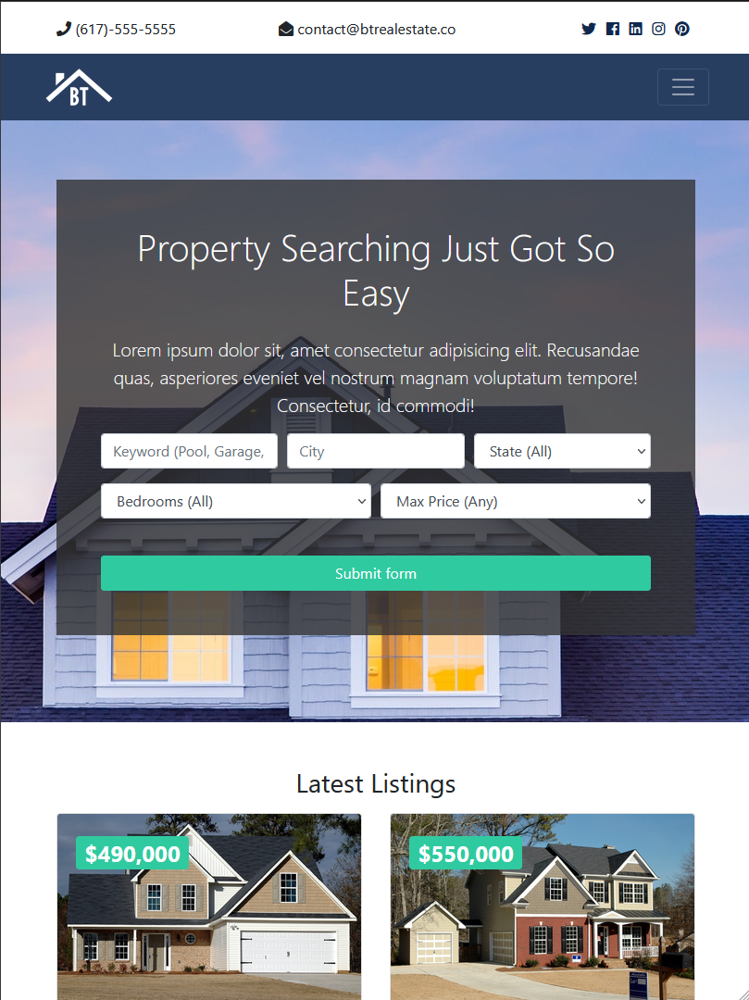 (617)-555-5555
contact@btrealestate.co
BT
Property Searching Just Got So
Easy
Lorem ipsum dolor sit, amet consectetur adipisicing elit. Recusandae
quas, asperiores eveniet vel nostrum magnam voluptatum tempore!
Consectetur, id commodi!
Keyword (Pool, Garage,
City
State (All)
Bedrooms (All)
Max Price (Any)
Submit form
Latest Listings
$490,000
$550,000